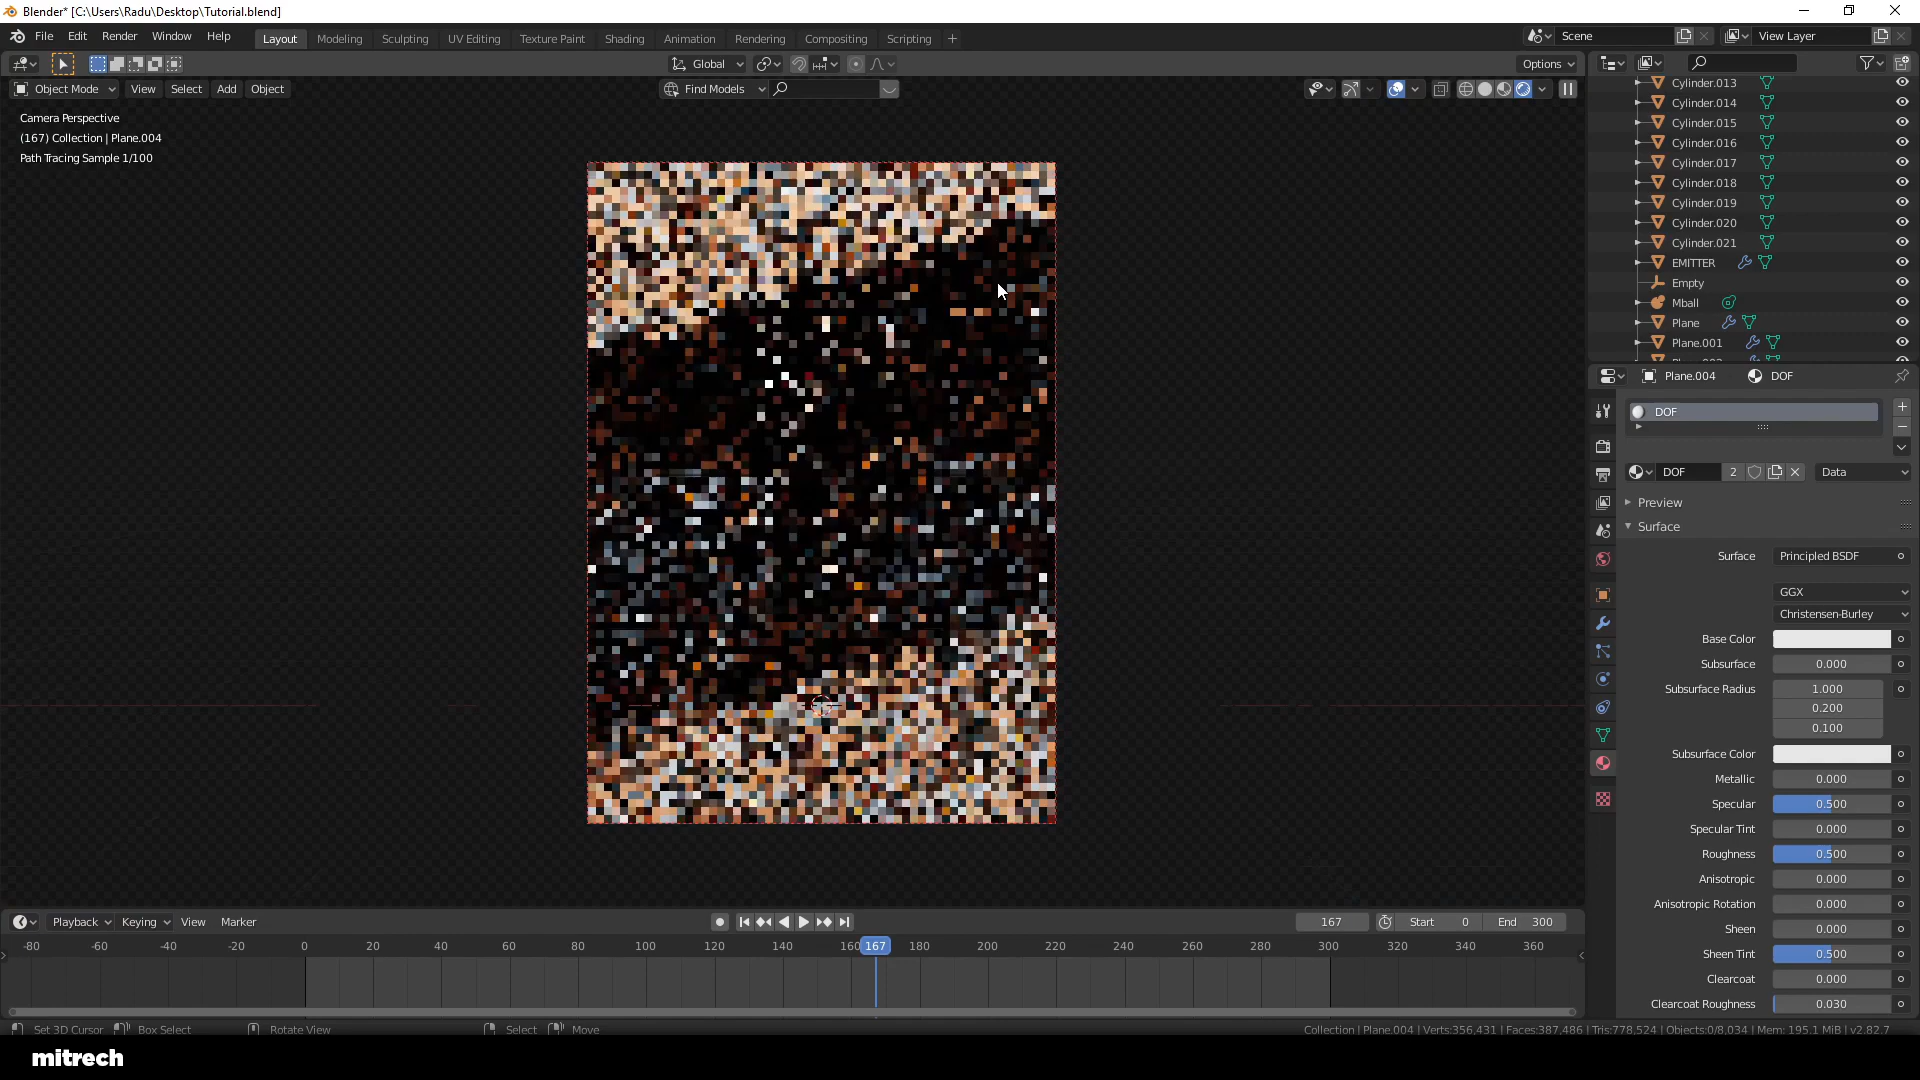 Blender* [C:\Users\Radu\Desktop\Tutorial.blend]
File Edit Render Window Help Layout Modeling Sculpting UV Editing Texture Paint Shading Animation Rendering Compositing Scripting + Scene View Layer
Global Options
Object Mode View Select Add Object Find Models
Camera Perspective
(167) Collection | Plane.004
Path Tracing Sample 1/100
Cylinder.013
Cylinder.014
Cylinder.015
Cylinder.016
Cylinder.017
Cylinder.018
Cylinder.019
Cylinder.020
Cylinder.021
EMITTER
Empty
Mball
Plane
Plane.001
Plane.004 DOF
DOF
DOF 2 Data
Preview
Surface
Surface Principled BSDF
GGX
Christensen-Burley
Base Color
Subsurface 0.000
Subsurface Radius 1.000
0.200
0.100
Subsurface Color
Metallic 0.000
Specular 0.500
Specular Tint 0.000
Roughness 0.500
Anisotropic 0.000
Anisotropic Rotation 0.000
Sheen 0.000
Sheen Tint 0.500
Clearcoat 0.000
Clearcoat Roughness 0.030
Playback Keying View Marker 167 Start 0 End 300
-80 -60 -40 -20 0 20 40 60 80 100 120 140 160 167 180 200 220 240 260 280 300 320 340 360
Set 3D Cursor Box Select Rotate View Select Move Collection | Plane.004 | Verts:356,431 | Faces:387,486 | Tris:778,524 | Objects:0/8,034 | Mem: 195.1 MiB | v2.82.7
mitrech